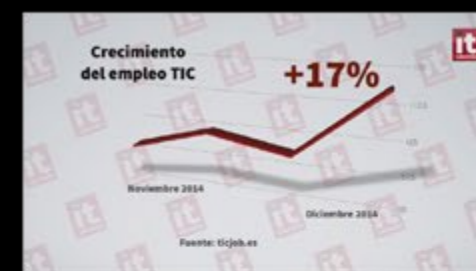 Crecimiento
del empleo TIC
+17%
it
Noviembre 2014
Diciembre 2014
Fuente: ticjob.es